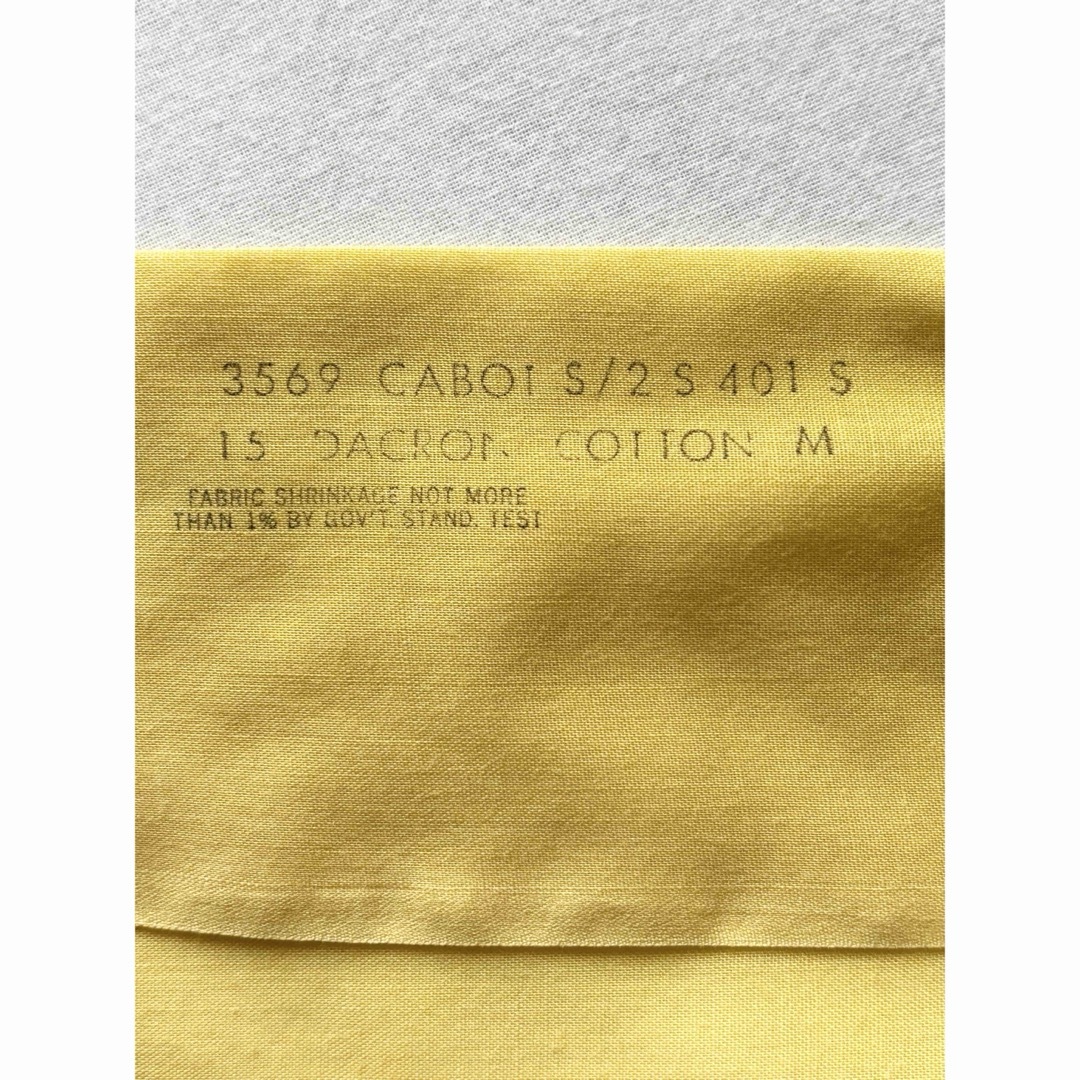 3569 CABOT S/2 S 401 S
15 DACRON COTTON M
FABRIC SHRINKAGE NOT MORE
THAN 1% BY GOV'T. STAND. TEST